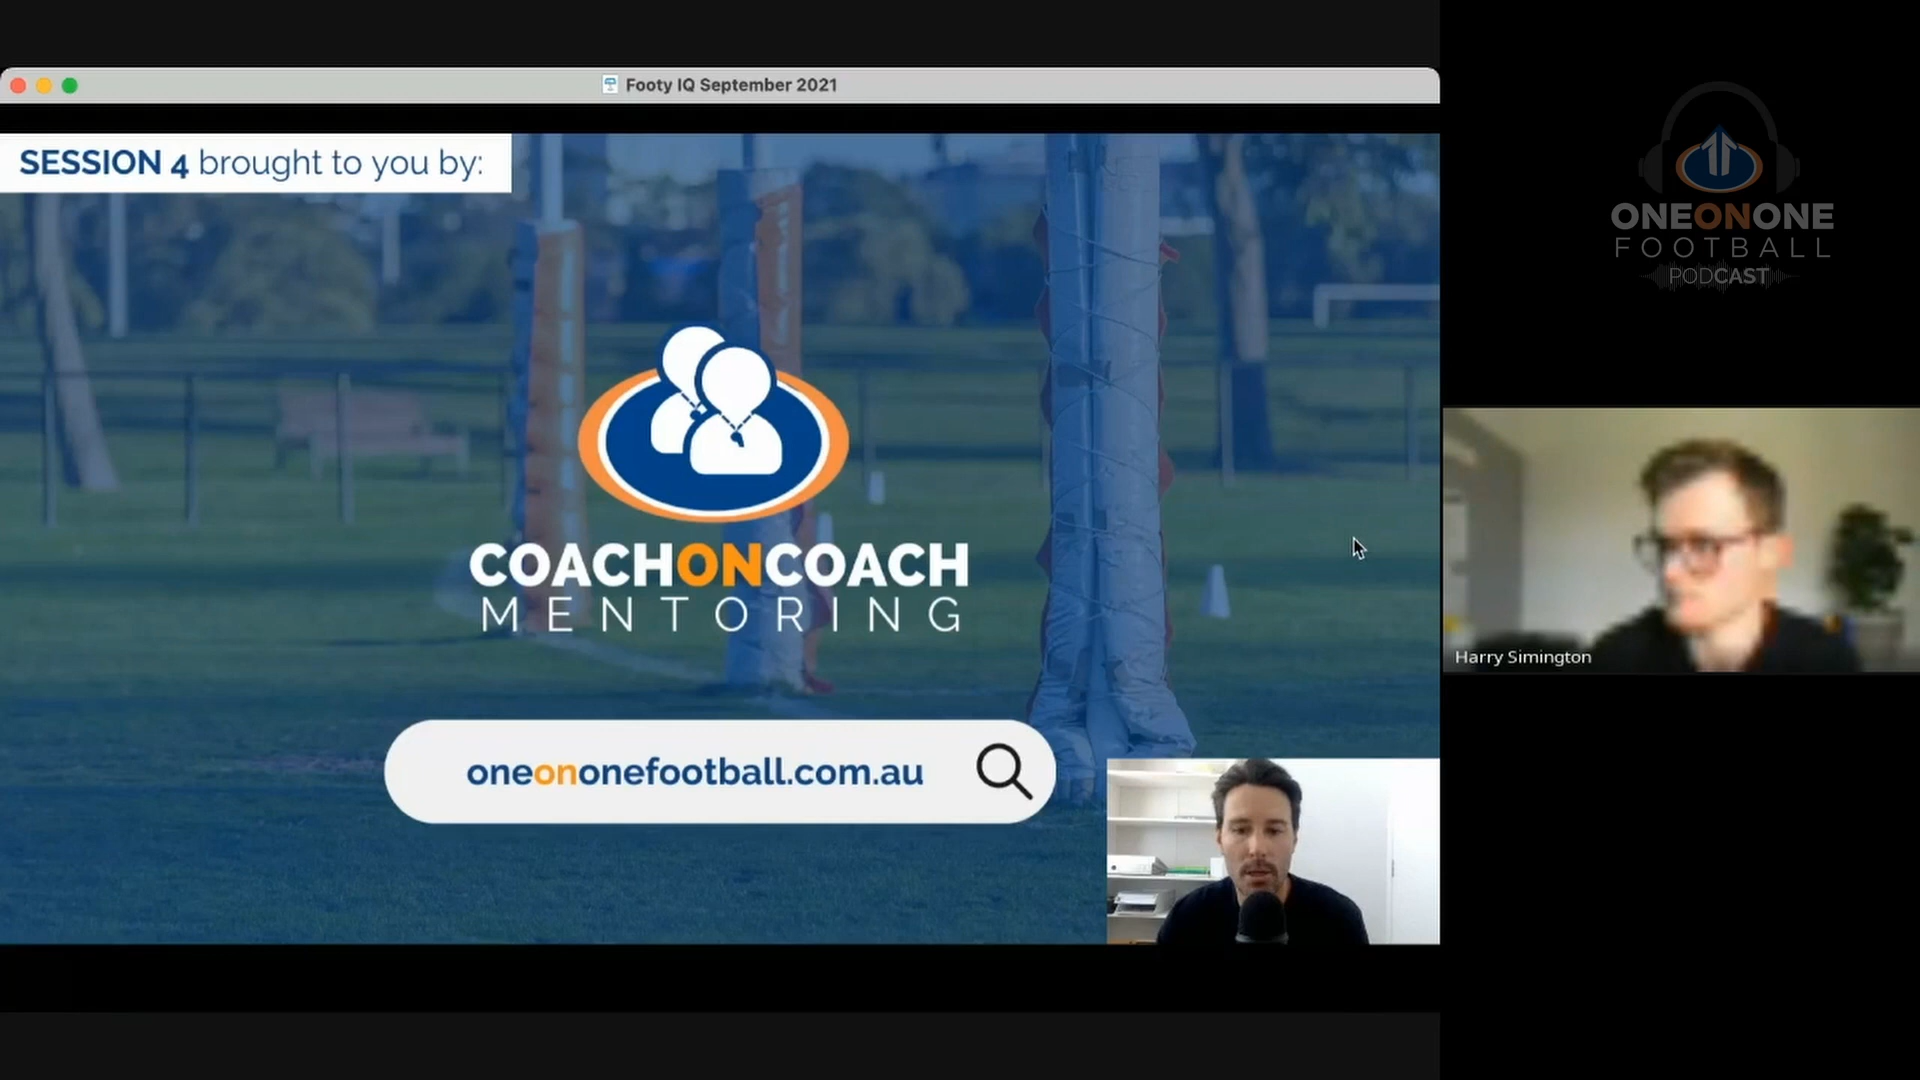 Footy IQ September 2021
SESSION 4 brought to you by:
COACHONCOACH
MENTORING
oneononefootball.com.au
ONEONONE
FOOTBALL
PODCAST
Harry Simington